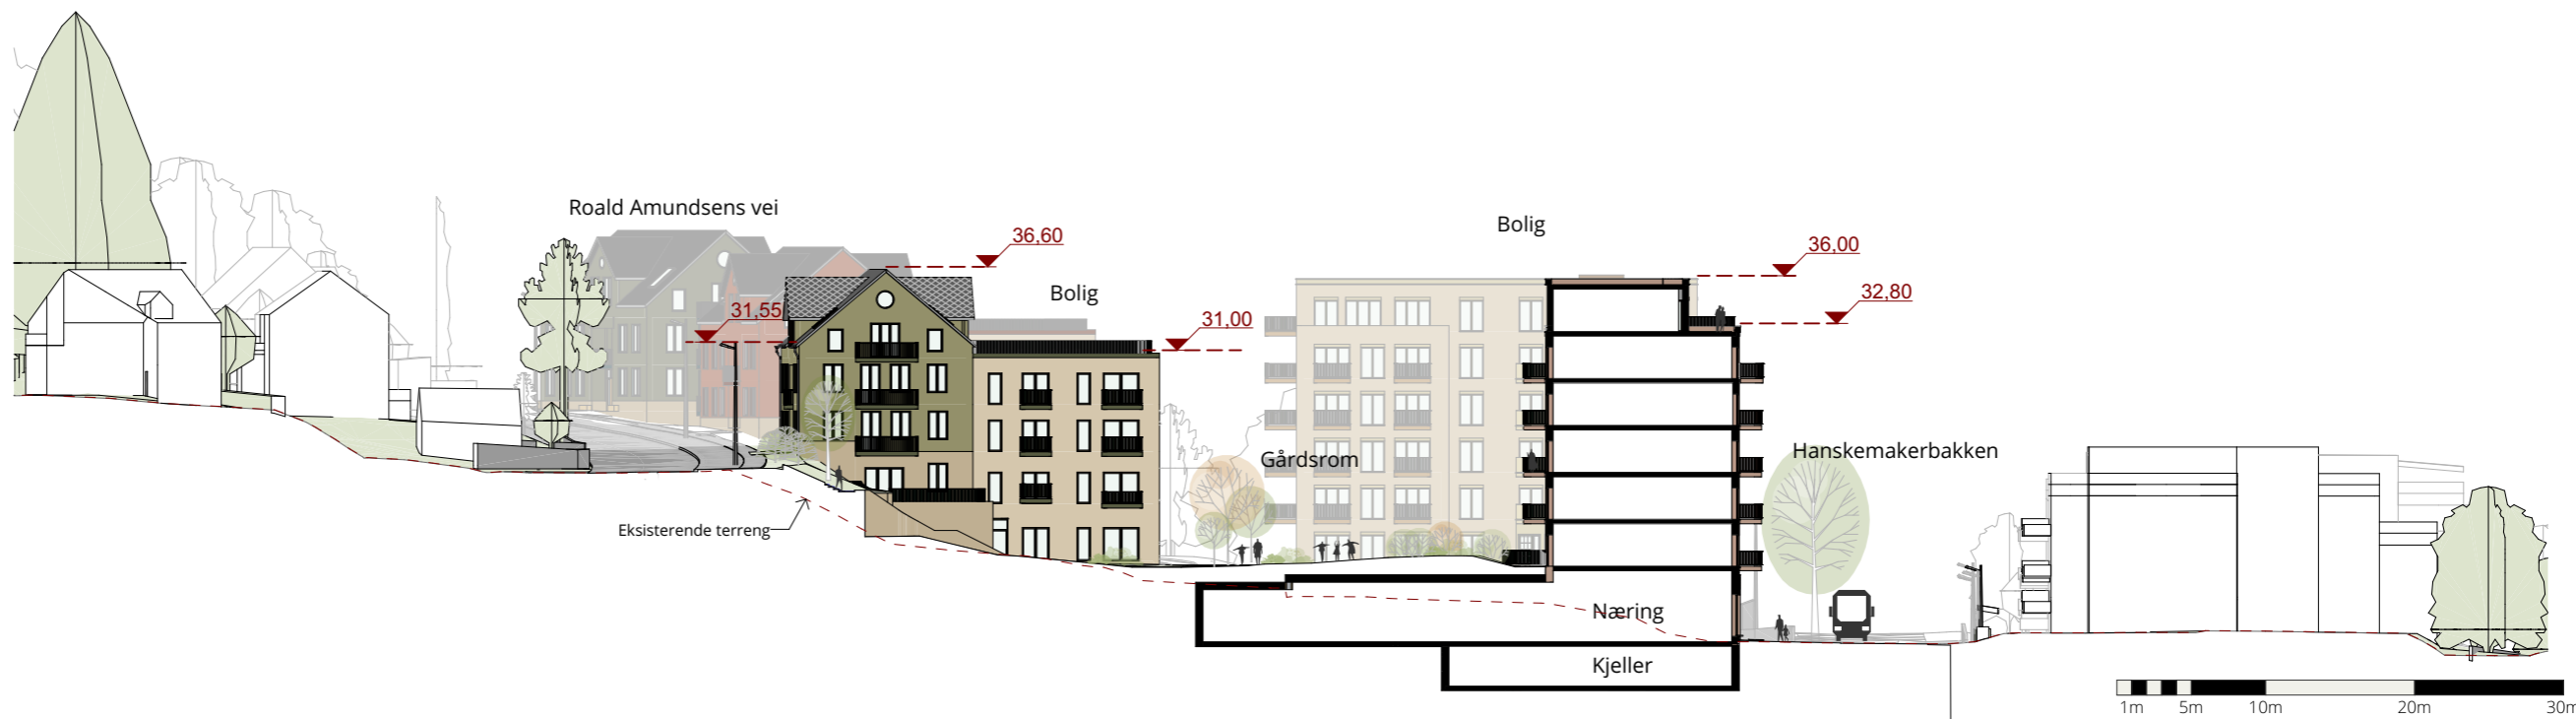 Roald Amundsens vei
36,60
31,55
Bolig
31,00
Bolig
36,00
32,80
Gårdsrom
Hanskemakerbakken
Eksisterende terreng
Næring
Kjeller
1m 5m 10m 20m 30m